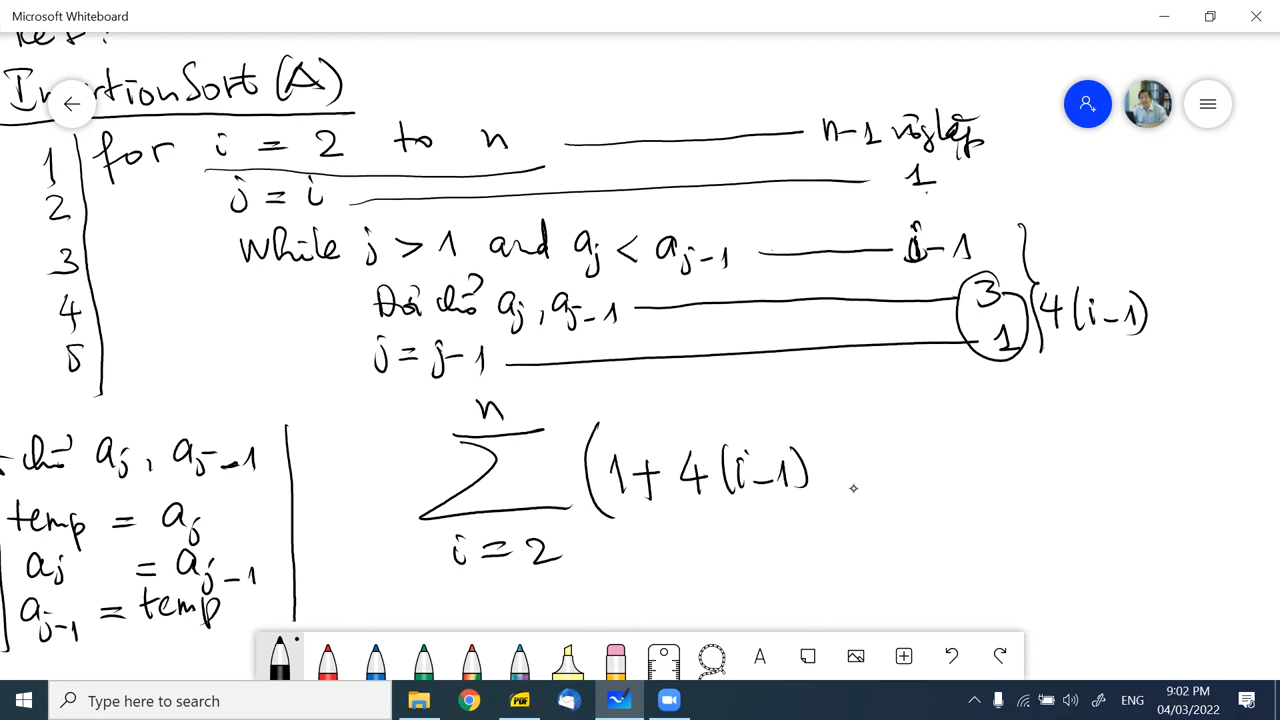 Microsoft Whiteboard
InsertionSort (A)
1 for i = 2 to n n-1 vòng lặp
2 j = i 1
3 While j > 1 and aj < aj-1 i-1
4 Đổi chỗ aj, aj-1 3
5 j = j-1 1
4(i-1)
n
∑ (1+ 4(i-1)
i = 2
chỗ aj, aj-1
temp = aj
aj = aj-1
aj-1 = temp
A
Type here to search
PDF
ENG
9:02 PM
04/03/2022